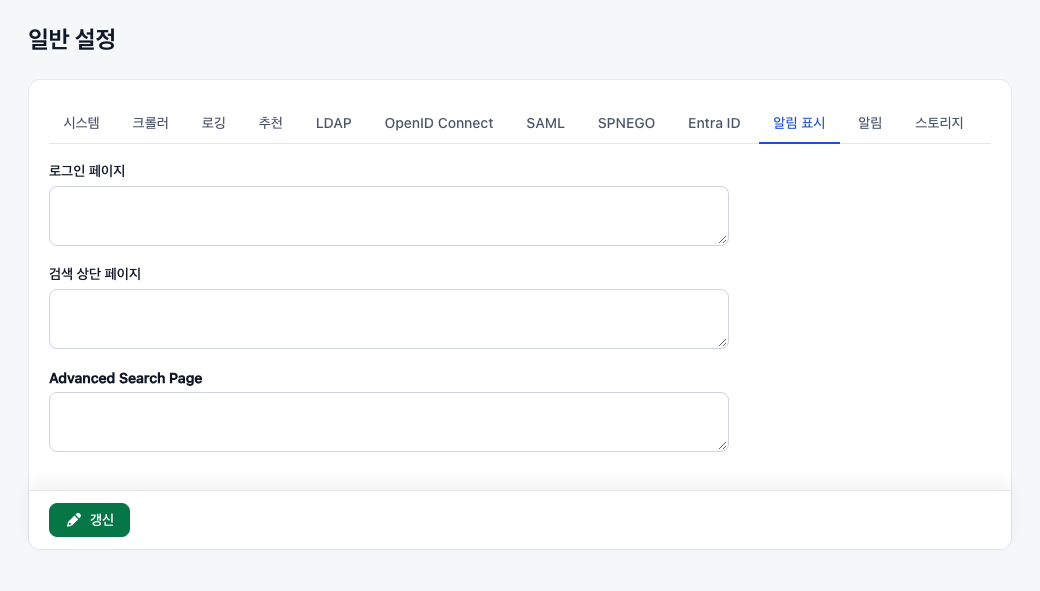 일반 설정
시스템 크롤러 로깅 추천 LDAP OpenID Connect SAML SPNEGO Entra ID 알림 표시 알림 스토리지
로그인 페이지
검색 상단 페이지
Advanced Search Page
갱신